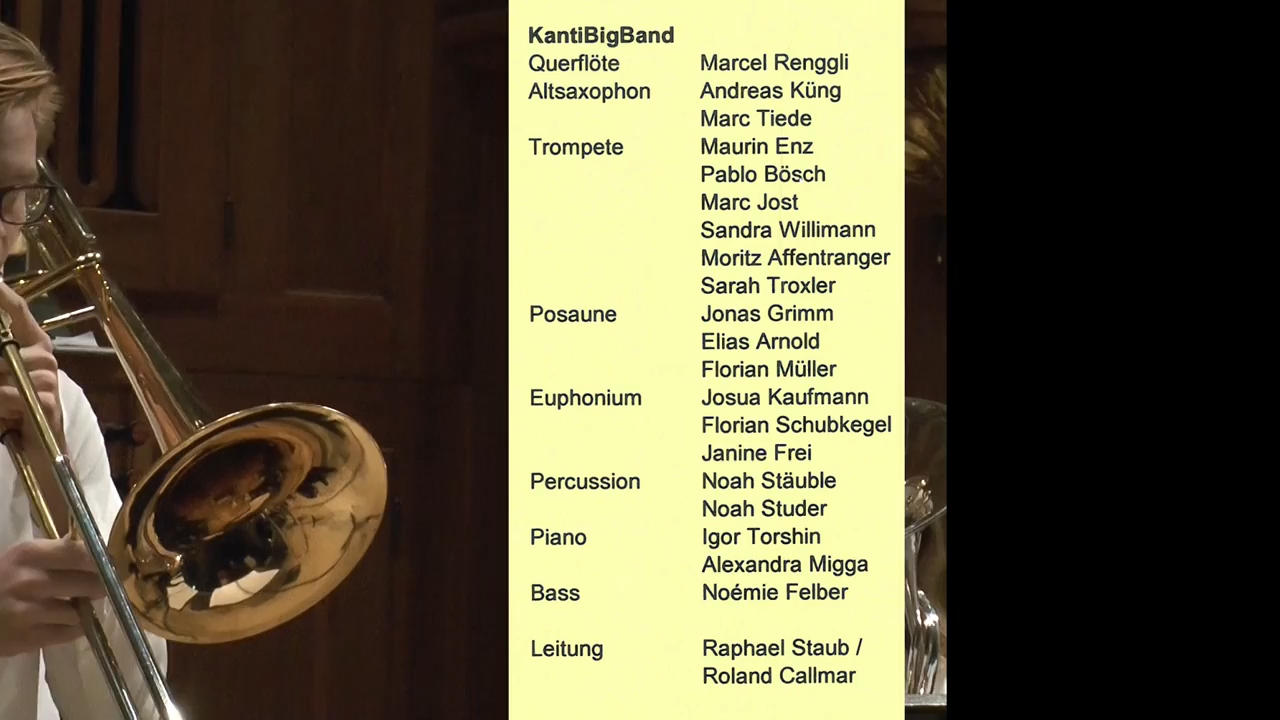 KantiBigBand
Querflöte Marcel Renggli
Altsaxophon Andreas Küng
Marc Tiede
Trompete Maurin Enz
Pablo Bösch
Marc Jost
Sandra Willimann
Moritz Affentranger
Sarah Troxler
Posaune Jonas Grimm
Elias Arnold
Florian Müller
Euphonium Josua Kaufmann
Florian Schubkegel
Janine Frei
Percussion Noah Stäuble
Noah Studer
Piano Igor Torshin
Alexandra Migga
Bass Noémie Felber
Leitung Raphael Staub /
Roland Callmar